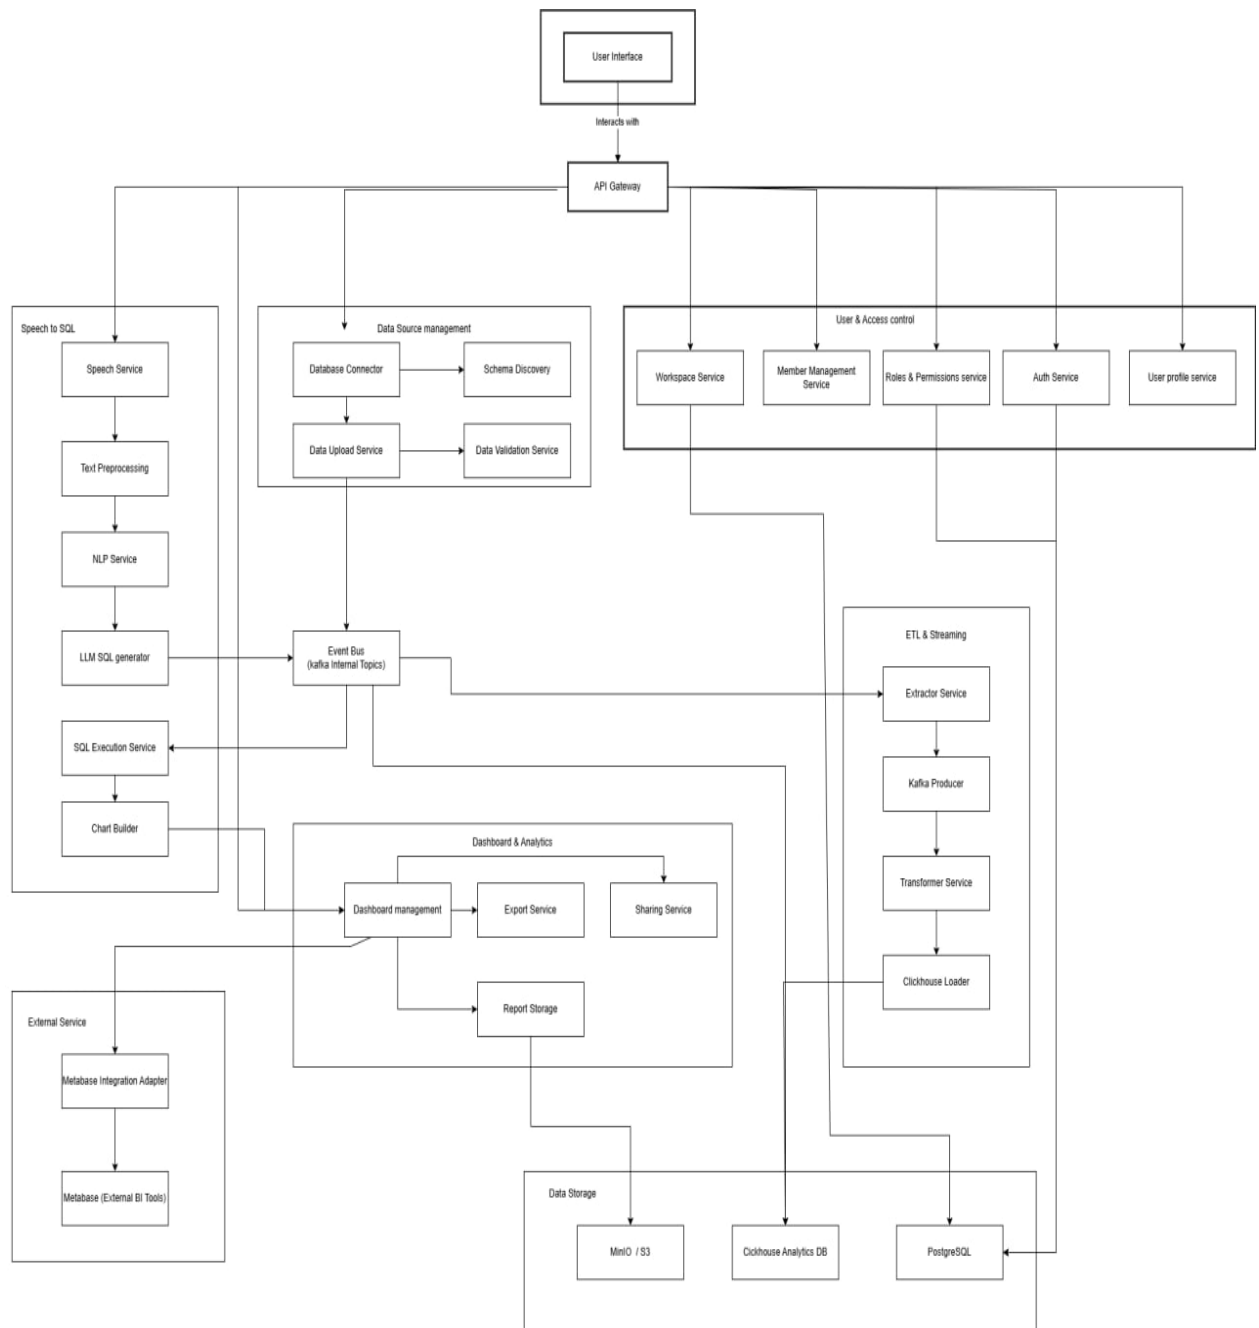 User Interface
Interacts with
API Gateway
Speech to SQL
Speech Service
Text Preprocessing
NLP Service
LLM SQL generator
SQL Execution Service
Chart Builder
Data Source management
Database Connector
Schema Discovery
Data Upload Service
Data Validation Service
User & Access control
Workspace Service
Member Management
Service
Roles & Permissions service
Auth Service
User profile service
Event Bus
(kafka Internal Topics)
ETL & Streaming
Extractor Service
Kafka Producer
Transformer Service
Clickhouse Loader
Dashboard & Analytics
Dashboard management
Export Service
Sharing Service
Report Storage
External Service
Metabase Integration Adapter
Metabase (External BI Tools)
Data Storage
MinIO / S3
Cickhouse Analytics DB
PostgreSQL